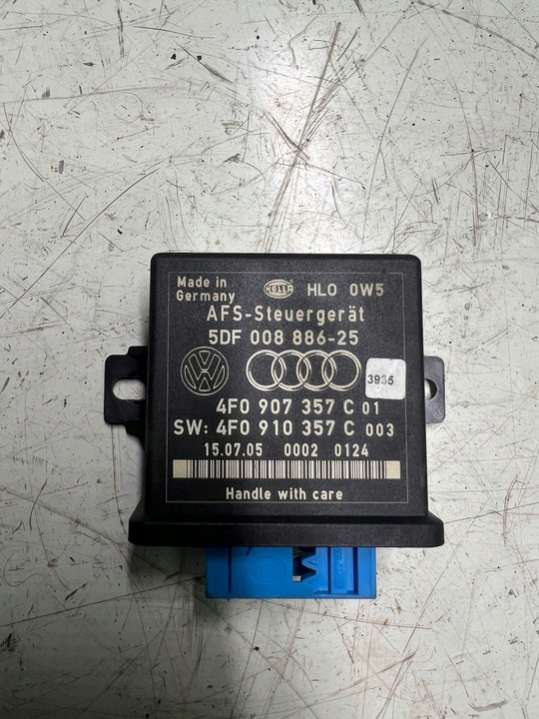 Made in
Germany
HELLA HLO 0W5
AFS-Steuergerät
5DF 008 886-25
3935
4F0 907 357 C 01
SW: 4F0 910 357 C 003
15.07.05 0002 0124
Handle with care